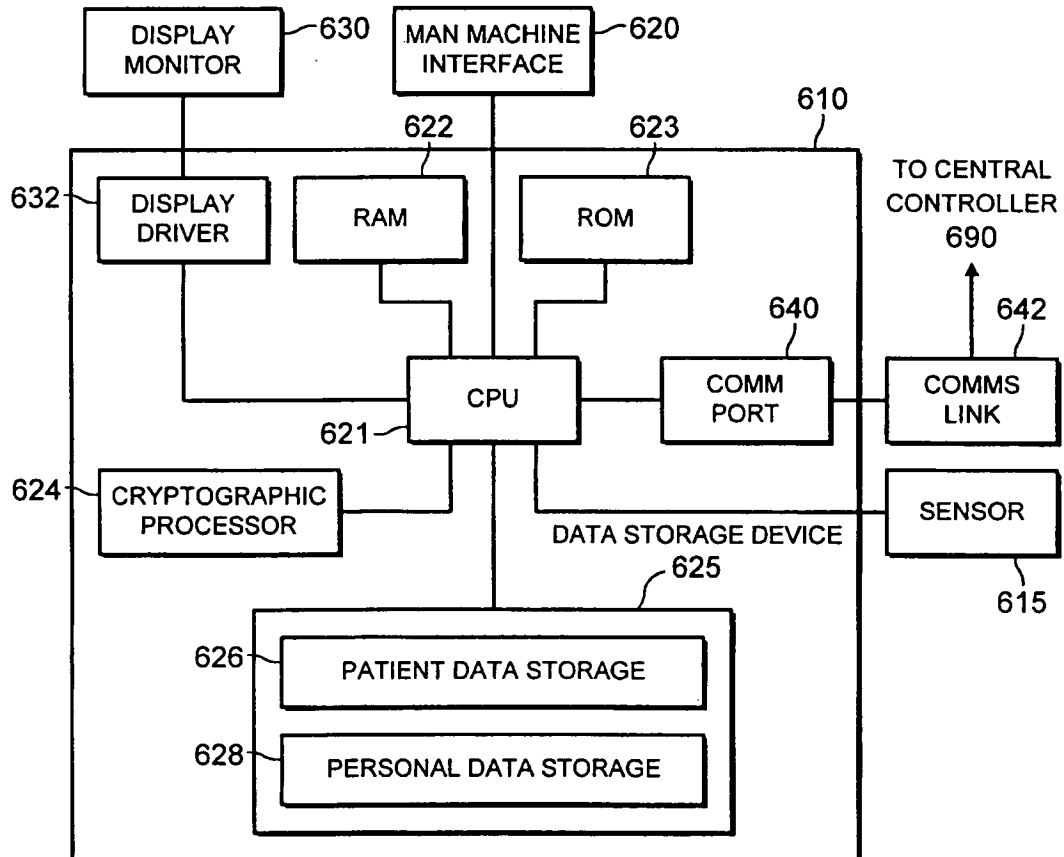 DISPLAY
MONITOR
630
MAN MACHINE
INTERFACE
620
610
622
623
632
DISPLAY
DRIVER
RAM
ROM
TO CENTRAL
CONTROLLER
690
640
642
CPU
621
COMM
PORT
COMMS
LINK
624
CRYPTOGRAPHIC
PROCESSOR
SENSOR
615
DATA STORAGE DEVICE
625
626
PATIENT DATA STORAGE
628
PERSONAL DATA STORAGE